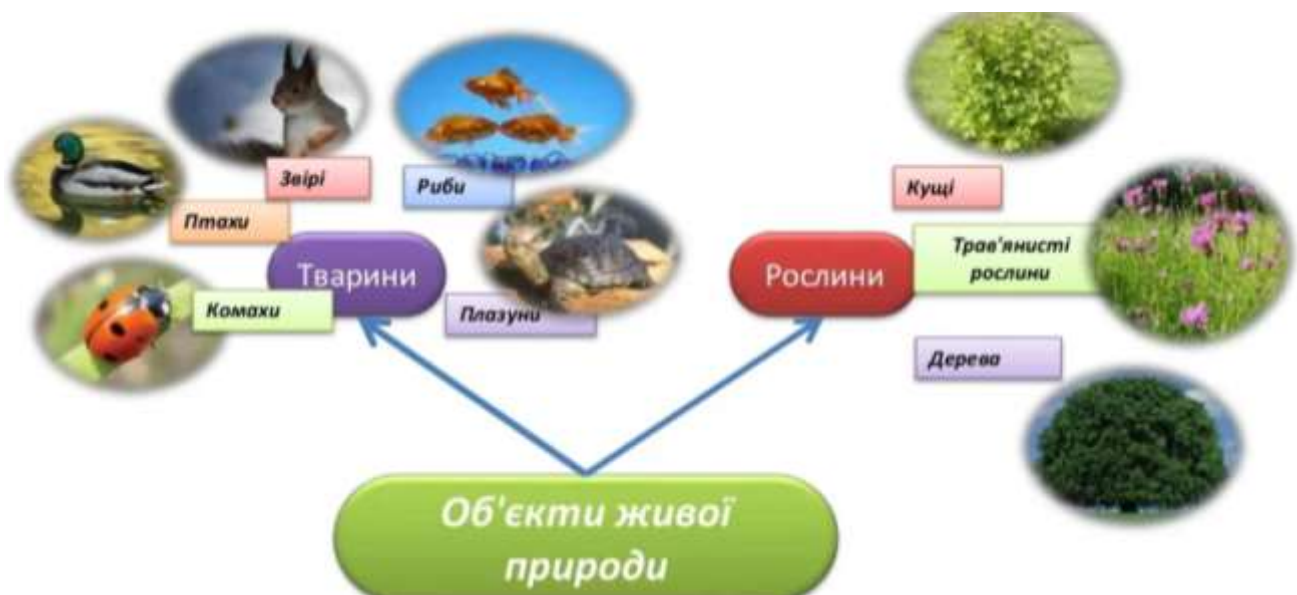 Звірі
Риби
Птахи
Тварини
Комахи
Плазуни
Кущі
Трав'янисті
рослини
Рослини
Дерева
Об'єкти живої
природи